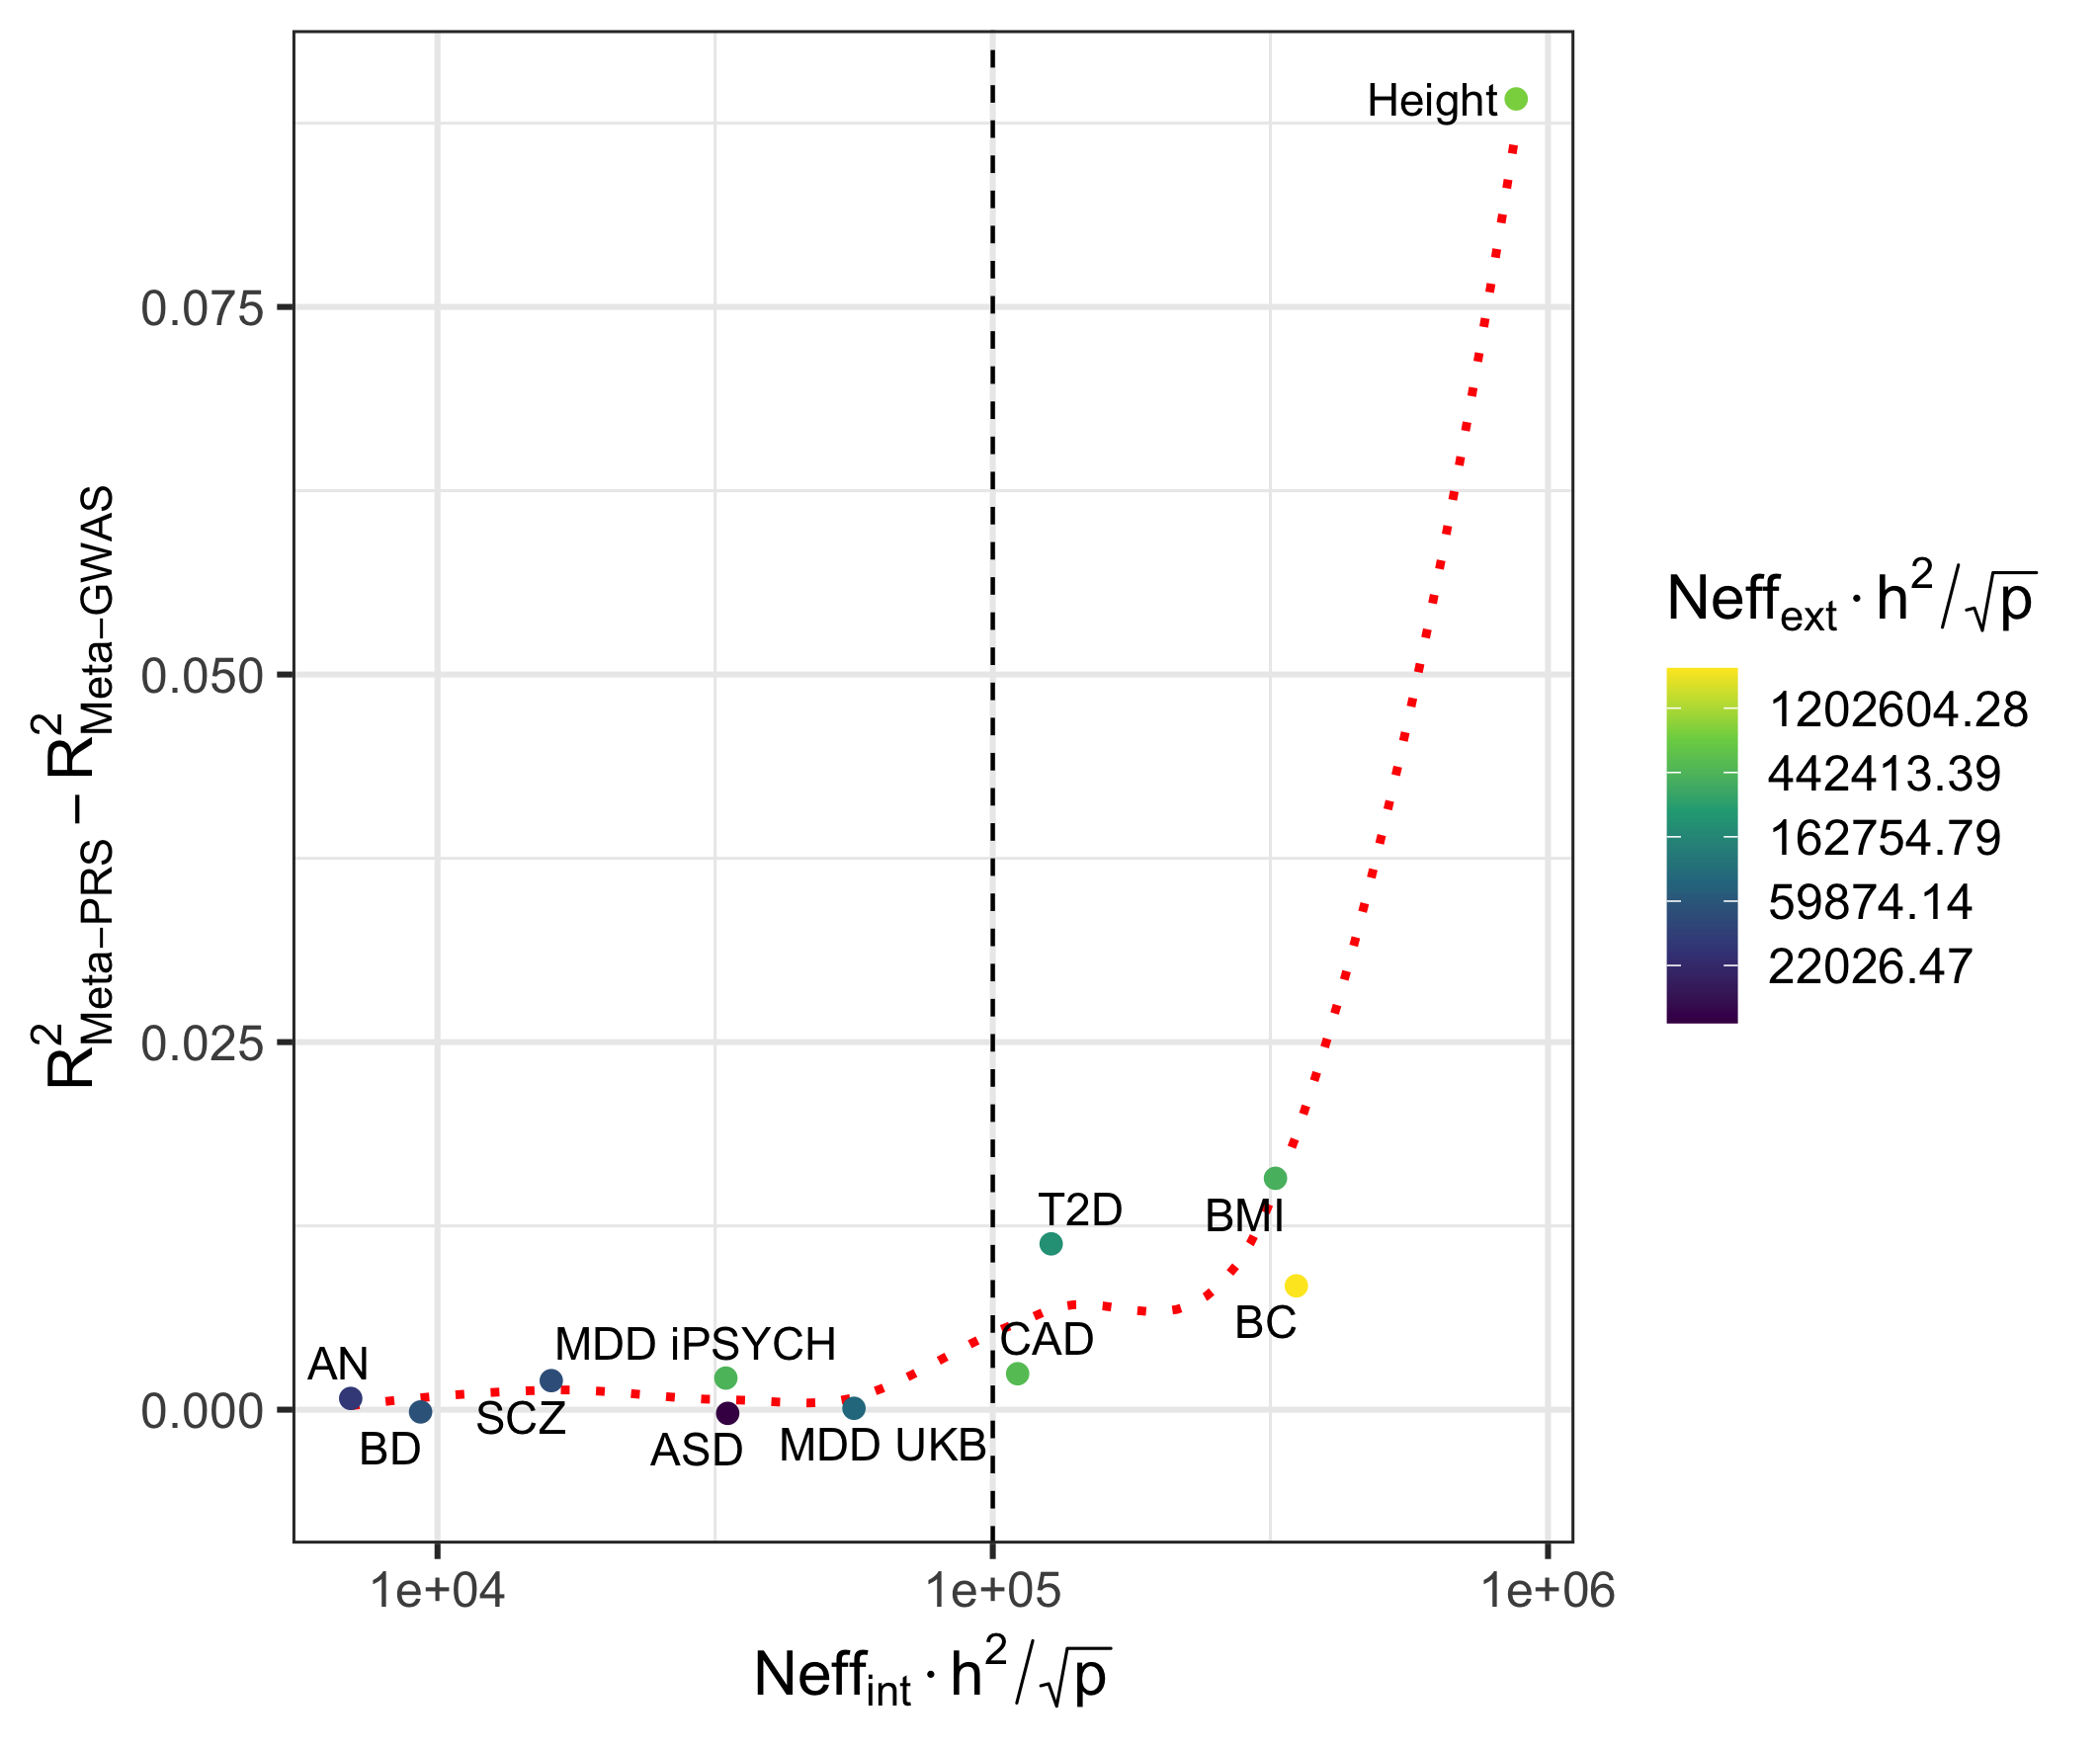 Height
0.075
0.050
0.025
0.000
R²Meta−PRS − R²Meta−GWAS
T2D
BMI
BC
CAD
MDD iPSYCH
AN
SCZ
BD
ASD
MDD UKB
1e+04 1e+05 1e+06
Neffint · h²/√p
Neffext · h²/√p
1202604.28
442413.39
162754.79
59874.14
22026.47